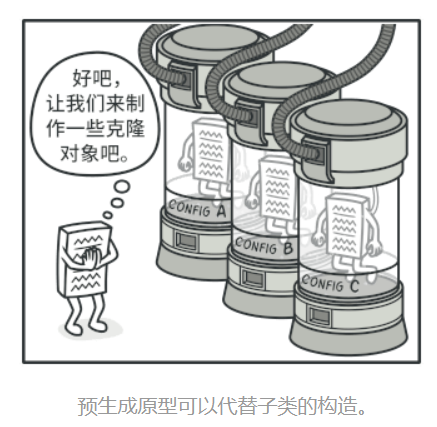 好吧，
让我们来制
作一些克隆
对象吧。
CONFIG A
CONFIG B
CONFIG C
预生成原型可以代替子类的构造。